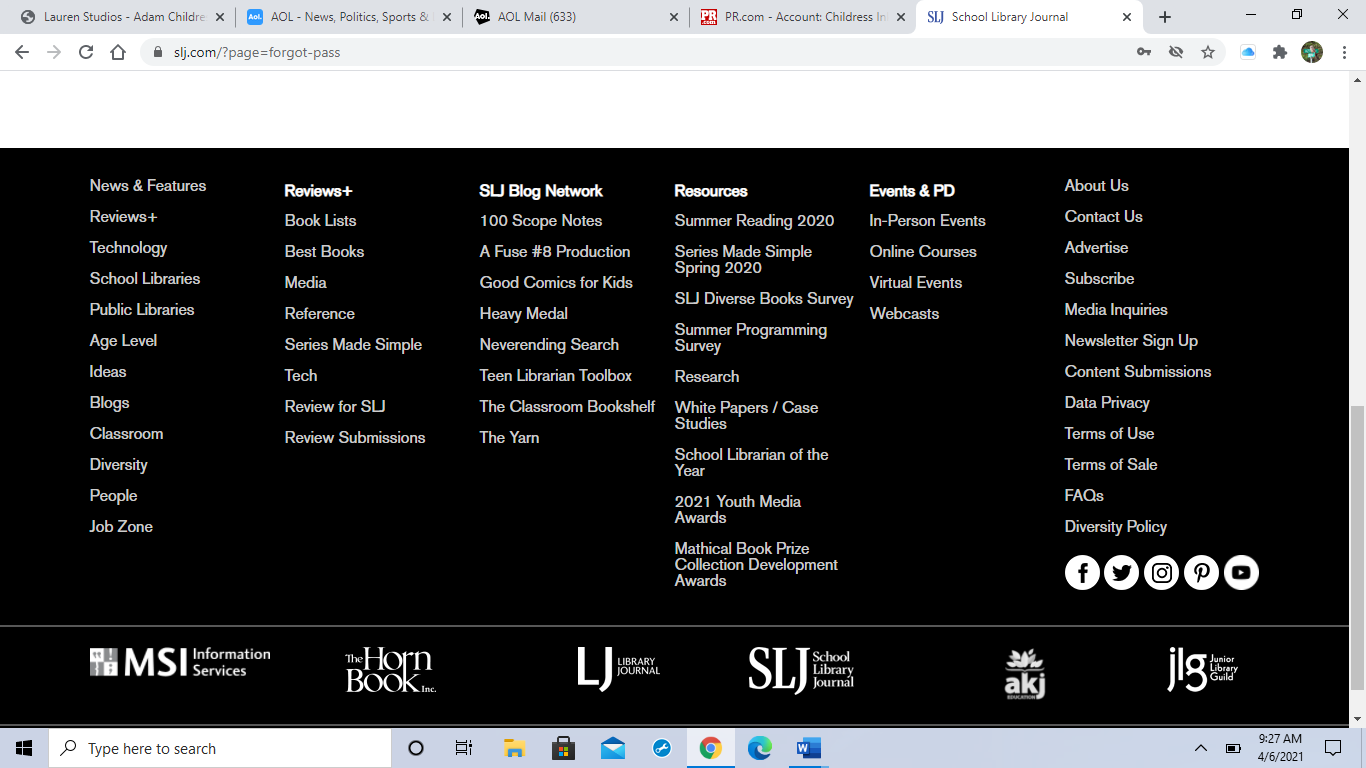 Lauren Studios - Adam Childre
AOL - News, Politics, Sports &
Aol.
AOL Mail (633)
PR .com
PR.com - Account: Childress In
SLJ
School Library Journal
slj.com/?page=forgot-pass
News & Features
Reviews+
Technology
School Libraries
Public Libraries
Age Level
Ideas
Blogs
Classroom
Diversity
People
Job Zone
Reviews+
Book Lists
Best Books
Media
Reference
Series Made Simple
Tech
Review for SLJ
Review Submissions
SLJ Blog Network
100 Scope Notes
A Fuse #8 Production
Good Comics for Kids
Heavy Medal
Neverending Search
Teen Librarian Toolbox
The Classroom Bookshelf
The Yarn
Resources
Summer Reading 2020
Series Made Simple
Spring 2020
SLJ Diverse Books Survey
Summer Programming
Survey
Research
White Papers / Case
Studies
School Librarian of the
Year
2021 Youth Media
Awards
Mathical Book Prize
Collection Development
Awards
Events & PD
In-Person Events
Online Courses
Virtual Events
Webcasts
About Us
Contact Us
Advertise
Subscribe
Media Inquiries
Newsletter Sign Up
Content Submissions
Data Privacy
Terms of Use
Terms of Sale
FAQs
Diversity Policy
MSI Information
Services
The Horn
Book Inc.
LJ LIBRARY
JOURNAL
SLJ School
Library
Journal
akj
EDUCATION
jlg Junior
Library
Guild
Type here to search
9:27 AM
4/6/2021